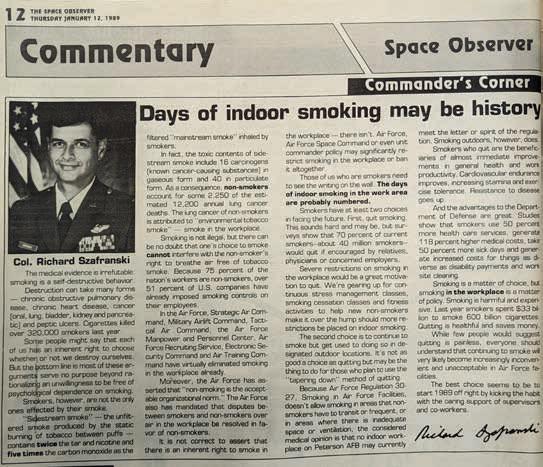 12 THE SPACE OBSERVER
THURSDAY JANUARY 12, 1989
Commentary
Space Observer
Commander's Corner
Days of indoor smoking may be history
Col. Richard Szafranski
The medical evidence is irrefutable:
smoking is a self-destructive behavior.
Destruction can take many forms
— chronic obstructive pulmonary dis-
ease, chronic heart disease, cancer
(oral, lung, bladder, kidney and pancrea-
tic) and peptic ulcers. Cigarettes killed
over 320,000 smokers last year.
Some people might say that each
of us has an inherent right to choose
whether or not we destroy ourselves.
But the bottom line is most of these ar-
guments serve no purpose beyond ra-
tionalizing an unwillingness to be free of
psychological dependence on smoking.
Smokers, however, are not the only
ones affected by their smoke.
"Sidestream smoke" — the unfilt-
ered smoke produced by the static
burning of tobacco between puffs —
contains twice the tar and nicotine and
five times the carbon monoxide as the
filtered "mainstream smoke" inhaled by
smokers.
In fact, the toxic contents of side-
stream smoke include 16 carcinogens
(known cancer-causing substances) in
gaseous form and 40 in particulate
form. As a consequence, non-smokers
account for some 2,250 of the est-
imated 22,500 annual lung cancer
deaths. The lung cancer of non-smokers
is attributed to "environmental tobacco
smoke" — smoke in the workplace.
Smoking is not illegal, but there can
be no doubt that one's choice to smoke
cannot interfere with the non-smoker's
right to breathe air free of tobacco
smoke. Because 75 percent of the
nation's workers are non-smokers, over
51 percent of U.S. companies have
already imposed smoking controls on
their employees.
In the Air Force, Strategic Air Com-
mand, Military Airlift Command, Tact-
ical Air Command, the Air Force
Manpower and Personnel Center, Air
Force Recruiting Service, Electronic Se-
curity Command and Air Training Com-
mand have virtually eliminated smoking
in the workplace already.
Moreover, the Air Force has as-
serted that "non-smoking is the accept-
able organizational norm." The Air Force
also has mandated that disputes be-
tween smokers and non-smokers over
air in the workplace be resolved in fa-
vor of non-smokers.
It is not correct to assert that
there is an inherent right to smoke in
the workplace — there isn't. Air Force,
Air Force Space Command or even unit
commander policy may significantly re-
strict smoking in the workplace or ban
it altogether.
Those of us who are smokers need
to see the writing on the wall. The days
of indoor smoking in the work area
are probably numbered.
Smokers have at least two choices
in facing the future. First, quit smoking.
This sounds hard and may be, but sur-
veys show that 70 percent of current
smokers–about 40 million smokers—
would quit if encouraged by relatives,
physicians or concerned employers.
Severe restrictions on smoking in
the workplace would be a great motiva-
tion to quit. We're gearing up for con-
tinuous stress management classes,
smoking cessation classes and fitness
activities to help new non-smokers
make it over the hump should more re-
strictions be placed on indoor smoking.
The second choice is to continue to
smoke but get used to doing so in de-
signated outdoor locations. It's not as
good a choice as quitting but may be the
thing to do for those who plan to use the
"tapering down" method of quitting.
Because Air Force Regulation 30-
27, Smoking in Air Force Facilities,
doesn't allow smoking in areas that non-
smokers have to transit or frequent, or
in areas where there is inadequate
space or ventilation, the considered
medical opinion is that no indoor work-
place on Peterson AFB may currently
meet the letter or spirit of the regula-
tion. Smoking outdoors, however, does.
Smokers who quit are the benefic-
iaries of almost immediate improve-
ments in general health and work
productivity. Cardiovascular endurance
improves, increasing stamina and exer-
cise tolerance. Resistance to disease
goes up.
And the advantages to the Depart-
ment of Defense are great. Studies
show that smokers use 50 percent
more health care services, generate
118 percent higher medical costs, take
50 percent more sick days and gener-
ate increased costs for things as di-
verse as disability payments and work
site cleaning.
Smoking is a matter of choice, but
smoking in the workplace is a matter
of policy. Smoking is harmful and expen-
sive. Last year smokers spent $33 bil-
lion to smoke 600 billion cigarettes.
Quitting is healthful and saves money.
While few people would suggest
quitting is painless, everyone should
understand that continuing to smoke will
very likely become increasingly inconven-
ient and unacceptable in Air Force fa-
cilities.
The best choice seems to be to
start 1989 off right by kicking the habit
with the caring support of supervisors
and co-workers.
Richard Szafranski